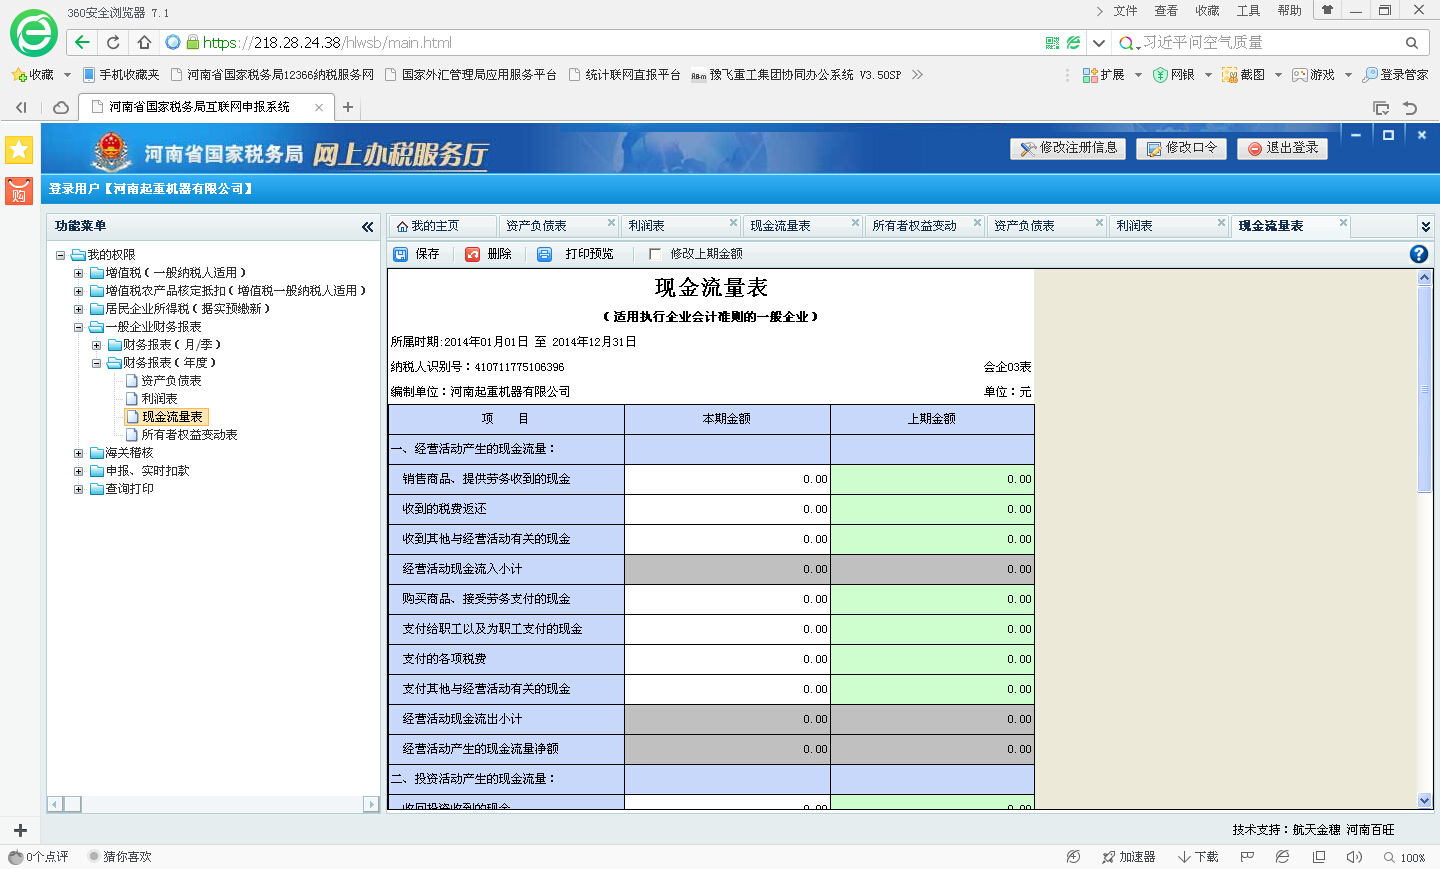 360安全浏览器 7.1
文件 查看 收藏 工具 帮助
https://218.28.24.38/hlwsb/main.html
习近平问空气质量
收藏 手机收藏夹 河南省国家税务局12366纳税服务网 国家外汇管理局应用服务平台 统计联网直报平台 RBm 豫飞重工集团协同办公系统 V3.50SP
扩展 网银 截图 游戏 登录管家
河南省国家税务局互联网申报系统
河南省国家税务局 网上办税服务厅
修改注册信息 修改口令 退出登录
购
登录用户【河南起重机器有限公司】
功能菜单
我的权限
增值税(一般纳税人适用)
增值税农产品核定抵扣(增值税一般纳税人适用)
居民企业所得税(据实预缴新)
一般企业财务报表
财务报表(月/季)
财务报表(年度)
资产负债表
利润表
现金流量表
所有者权益变动表
海关稽核
申报、实时扣款
查询打印
我的主页 资产负债表 利润表 现金流量表 所有者权益变动 资产负债表 利润表 现金流量表
保存 删除 打印预览 修改上期金额
现金流量表
(适用执行企业会计准则的一般企业)
所属时期:2014年01月01日 至 2014年12月31日
纳税人识别号:410711775106396 会企03表
编制单位:河南起重机器有限公司 单位:元
项 目 本期金额 上期金额
一、经营活动产生的现金流量:
销售商品、提供劳务收到的现金 0.00 0.00
收到的税费返还 0.00 0.00
收到其他与经营活动有关的现金 0.00 0.00
经营活动现金流入小计 0.00 0.00
购买商品、接受劳务支付的现金 0.00 0.00
支付给职工以及为职工支付的现金 0.00 0.00
支付的各项税费 0.00 0.00
支付其他与经营活动有关的现金 0.00 0.00
经营活动现金流出小计 0.00 0.00
经营活动产生的现金流量净额 0.00 0.00
二、投资活动产生的现金流量:
收回投资收到的现金 0.00 0.00
技术支持:航天金穗 河南百旺
0个点评 猜你喜欢
加速器 下载 100%